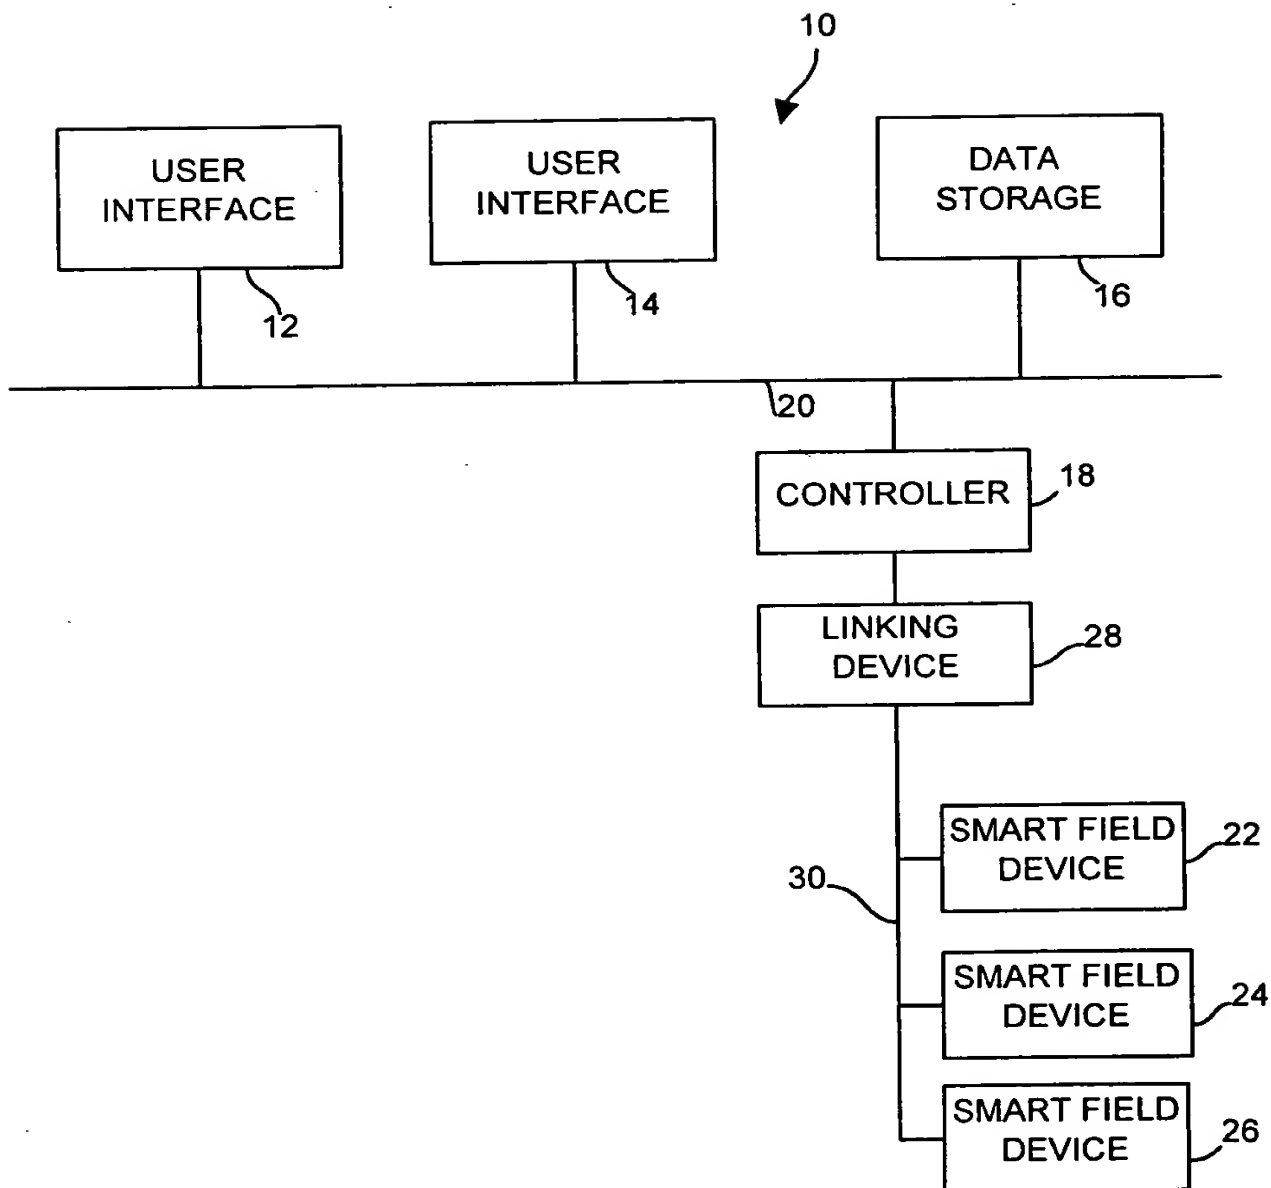 10
USER
INTERFACE
12
USER
INTERFACE
14
DATA
STORAGE
16
20
CONTROLLER
18
LINKING
DEVICE
28
30
SMART FIELD
DEVICE
22
SMART FIELD
DEVICE
24
SMART FIELD
DEVICE
26